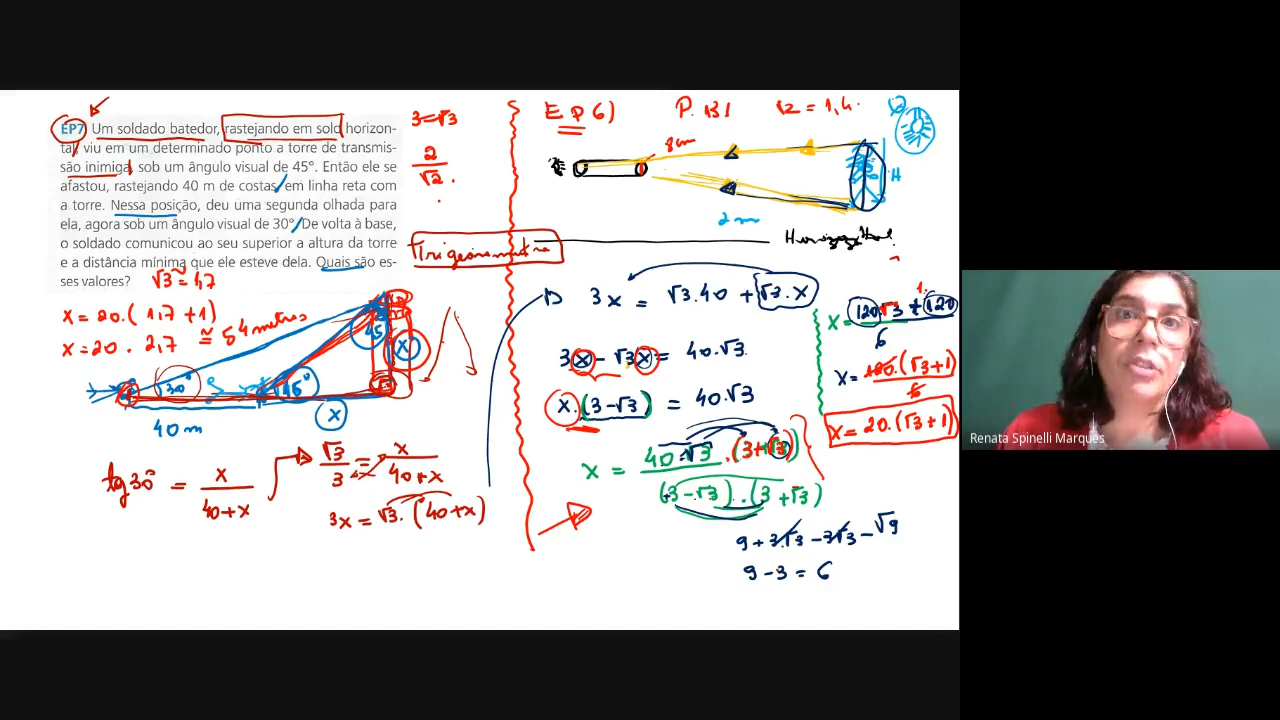 EP7 Um soldado batedor, rastejando em solo horizon-
tal, viu em um determinado ponto a torre de transmis-
são inimiga, sob um ângulo visual de 45°. Então ele se
afastou, rastejando 40 m de costas, em linha reta com
a torre. Nessa posição, deu uma segunda olhada para
ela, agora sob um ângulo visual de 30°. De volta à base,
o soldado comunicou ao seu superior a altura da torre
e a distância mínima que ele esteve dela. Quais são es-
ses valores?
√3 ≅ 1,7
x = 20.(1,7 + 1)
x = 20 . 2,7 ≅ 54 metros
30°
45°
45
x
x
40 m
tg 30° = x / 40+x
√3 / 3 = x / 40+x
3x = √3.(40+x)
3=√3
2 / √2 .
Trigonometria
EP6) P. 131 √2 = 1,4.
8cm
H
2m
Horizontal
3x = √3.40 + √3.x
3x - √3x = 40.√3
x.(3-√3) = 40.√3
x = 40√3 .(3+√3) / (3-√3).(3+√3)
9 + 3√3 - 3√3 - √9
9 - 3 = 6
x = 120√3 + 120 / 6
x = 120.(√3+1) / 6
x = 20.(√3+1)
Renata Spinelli Marques